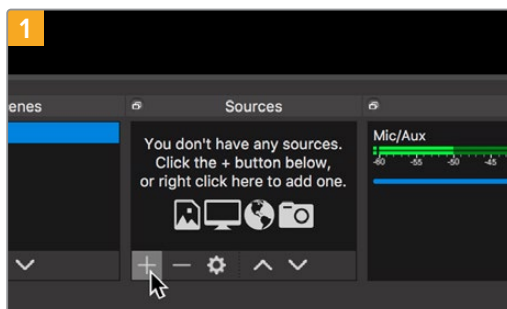 1
enes
Sources
You don't have any sources.
Click the + button below,
or right click here to add one.
Mic/Aux
-60 -55 -50 -45